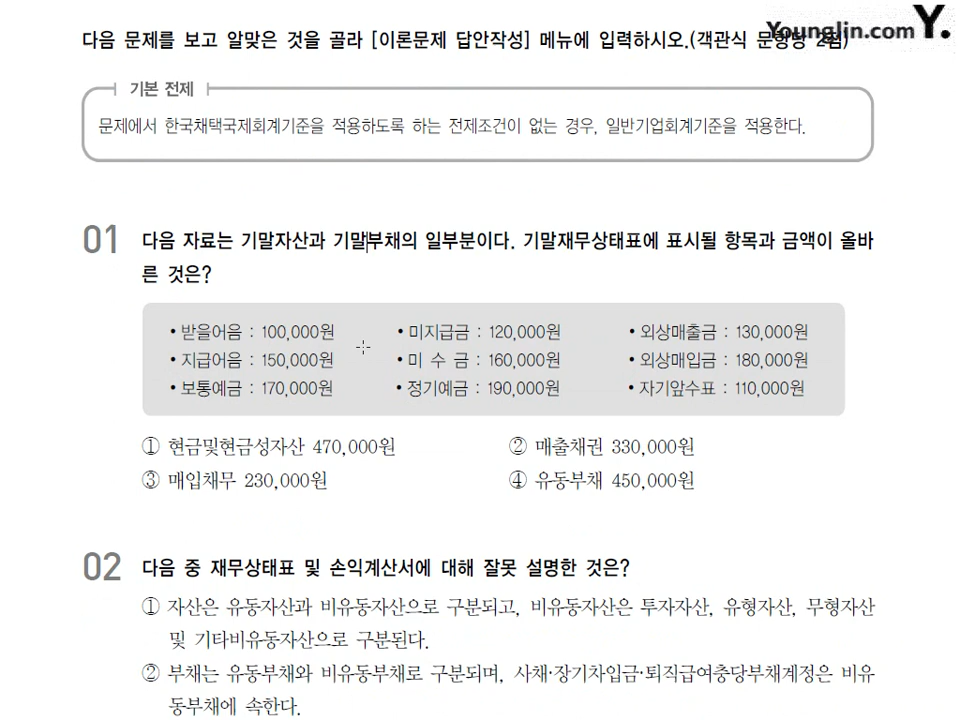 Younglin.com Y.
다음 문제를 보고 알맞은 것을 골라 [이론문제 답안작성] 메뉴에 입력하시오.(객관식 문항당 2점)
기본 전제
문제에서 한국채택국제회계기준을 적용하도록 하는 전제조건이 없는 경우, 일반기업회계기준을 적용한다.
01 다음 자료는 기말자산과 기말부채의 일부분이다. 기말재무상태표에 표시될 항목과 금액이 올바
른 것은?
• 받을어음 : 100,000원 • 미지급금 : 120,000원 • 외상매출금 : 130,000원
• 지급어음 : 150,000원 • 미 수 금 : 160,000원 • 외상매입금 : 180,000원
• 보통예금 : 170,000원 • 정기예금 : 190,000원 • 자기앞수표 : 110,000원
① 현금및현금성자산 470,000원 ② 매출채권 330,000원
③ 매입채무 230,000원 ④ 유동부채 450,000원
02 다음 중 재무상태표 및 손익계산서에 대해 잘못 설명한 것은?
① 자산은 유동자산과 비유동자산으로 구분되고, 비유동자산은 투자자산, 유형자산, 무형자산
및 기타비유동자산으로 구분된다.
② 부채는 유동부채와 비유동부채로 구분되며, 사채·장기차입금·퇴직급여충당부채계정은 비유
동부채에 속한다.